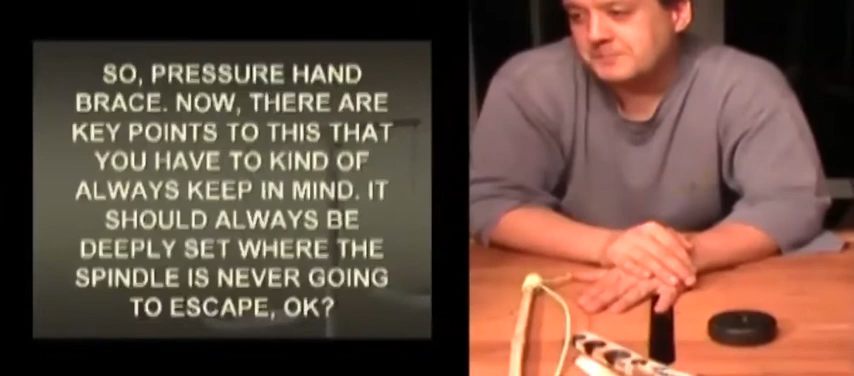 SO, PRESSURE HAND
BRACE. NOW, THERE ARE
KEY POINTS TO THIS THAT
YOU HAVE TO KIND OF
ALWAYS KEEP IN MIND. IT
SHOULD ALWAYS BE
DEEPLY SET WHERE THE
SPINDLE IS NEVER GOING
TO ESCAPE, OK?